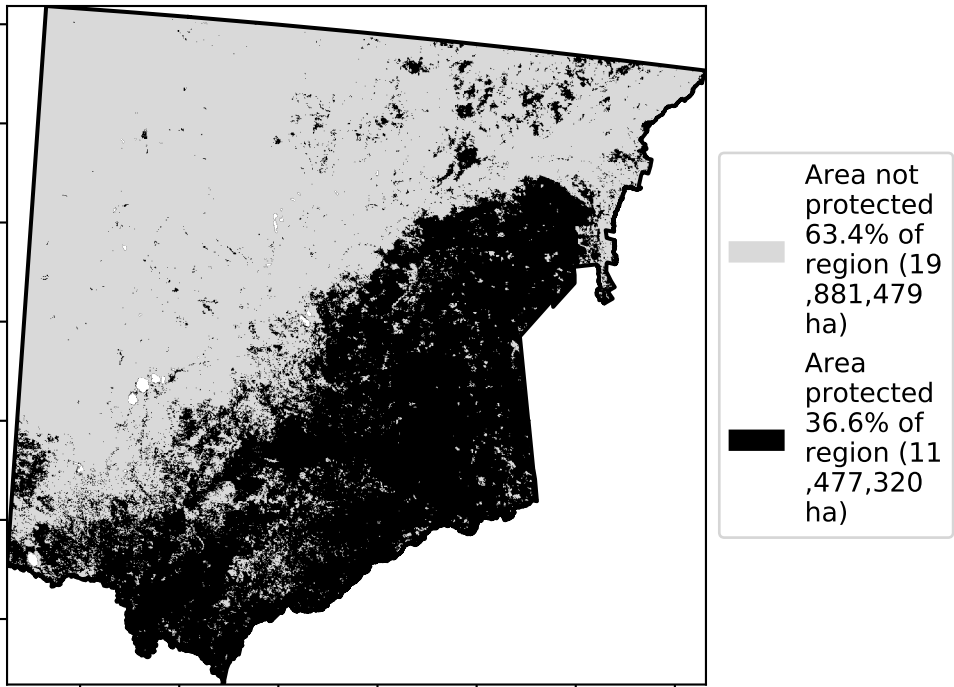 Area not
protected
63.4% of
region (19
,881,479
ha)
Area
protected
36.6% of
region (11
,477,320
ha)